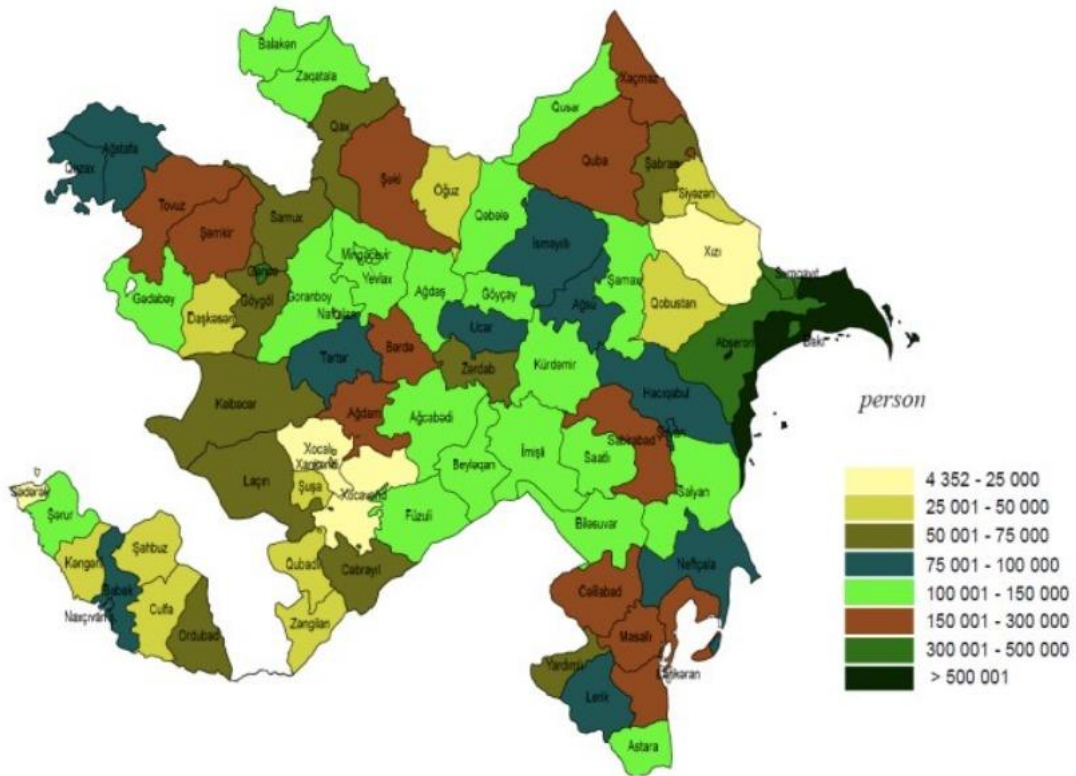 Balakən
Zaqatala
Xaçmaz
Qusar
Qax
Ağstafa
Qazax
Quba
Şabran
Şəki
Oğuz
Siyəzən
Tovuz
Samux
Qəbələ
Şəmkir
İsmayıllı
Xızı
Mingəçevir
Gəncə
Sumqayıt
Yevlax
Şamaxı
Gədəbəy
Göygöl
Goranboy
Ağdaş
Göyçay
Ağsu
Qobustan
Daşkəsən
Naftalan
Ucar
Abşeron
Bakı
Bərdə
Tərtər
Zərdab
Kürdəmir
Hacıqabul
person
Kəlbəcər
Ağdam
Ağcabədi
Sabirabad
Xocalı
Xankəndi
İmişli
Saatlı
Beyləqan
Laçın
Şuşa
Sədərək
Xocavənd
Salyan
Şərur
Füzuli
Biləsuvar
Şahbuz
Kəngərli
Qubadlı
Neftçala
Cəbrayıl
Babək
Cəlilabad
Culfa
Naxçıvan
Zəngilan
Ordubad
Masallı
Yardımlı
Lənkəran
Lerik
Astara
4 352 - 25 000
25 001 - 50 000
50 001 - 75 000
75 001 - 100 000
100 001 - 150 000
150 001 - 300 000
300 001 - 500 000
> 500 001